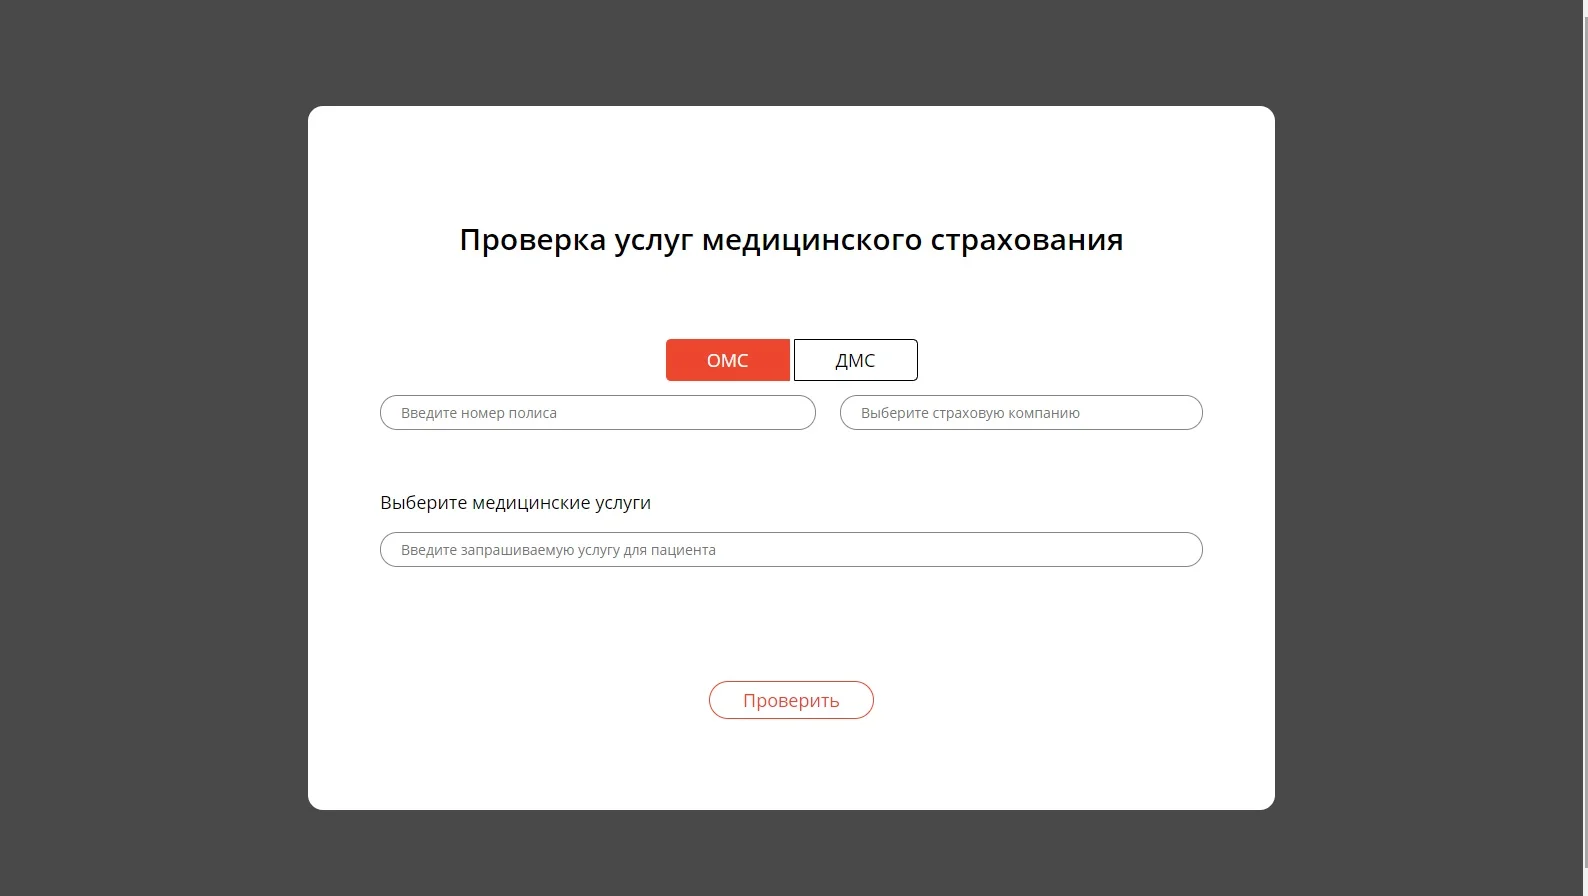 Проверка услуг медицинского страхования
ОМС ДМС
Введите номер полиса Выберите страховую компанию
Выберите медицинские услуги
Введите запрашиваемую услугу для пациента
Проверить